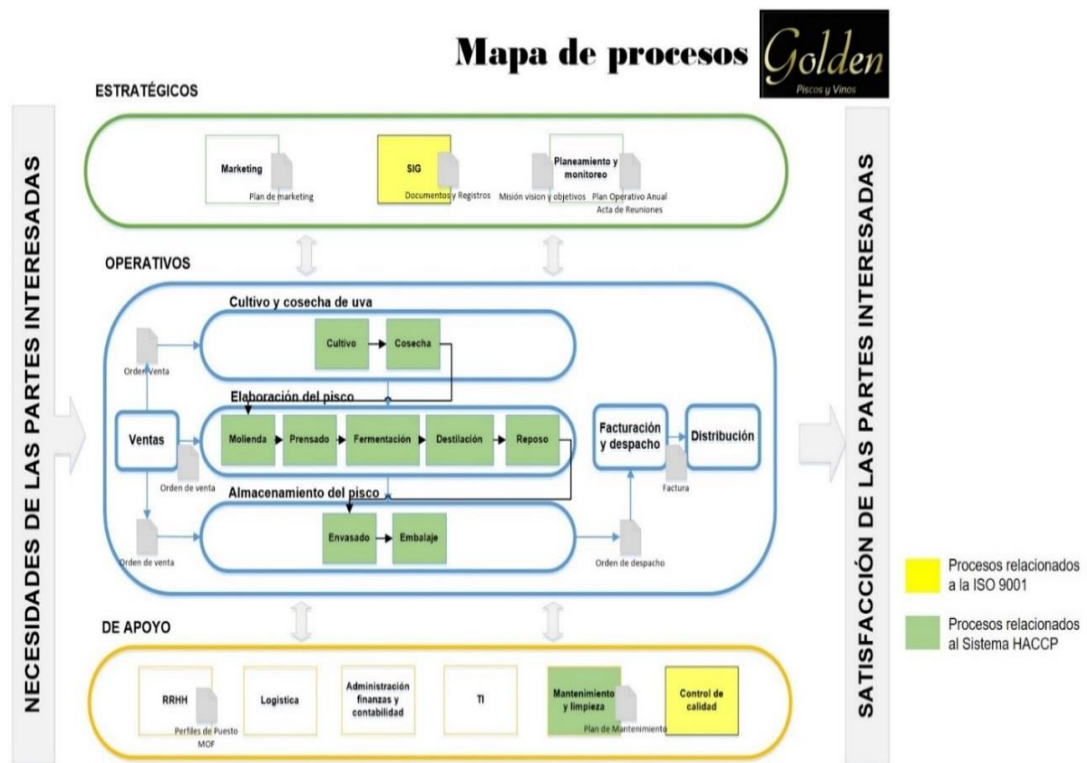 Mapa de procesos
Golden
Piscos y Vinos
ESTRATÉGICOS
NECESIDADES DE LAS PARTES INTERESADAS
SATISFACCIÓN DE LAS PARTES INTERESADAS
Marketing
Plan de marketing
SIG
Documentos y Registros
Planeamiento y
monitoreo
Misión vision y objetivos
Plan Operativo Anual
Acta de Reuniones
OPERATIVOS
Cultivo y cosecha de uva
Cultivo
Cosecha
Orden Venta
Elaboración del pisco
Ventas
Molienda
Prensado
Fermentación
Destilación
Reposo
Facturación
y despacho
Distribución
Orden de venta
Factura
Almacenamiento del pisco
Envasado
Embalaje
Orden de venta
Orden de despacho
Procesos relacionados
a la ISO 9001
Procesos relacionados
al Sistema HACCP
DE APOYO
RRHH
Perfiles de Puesto
MOF
Logística
Administración
finanzas y
contabilidad
TI
Mantenimiento
y limpieza
Plan de Mantenimiento
Control de
calidad